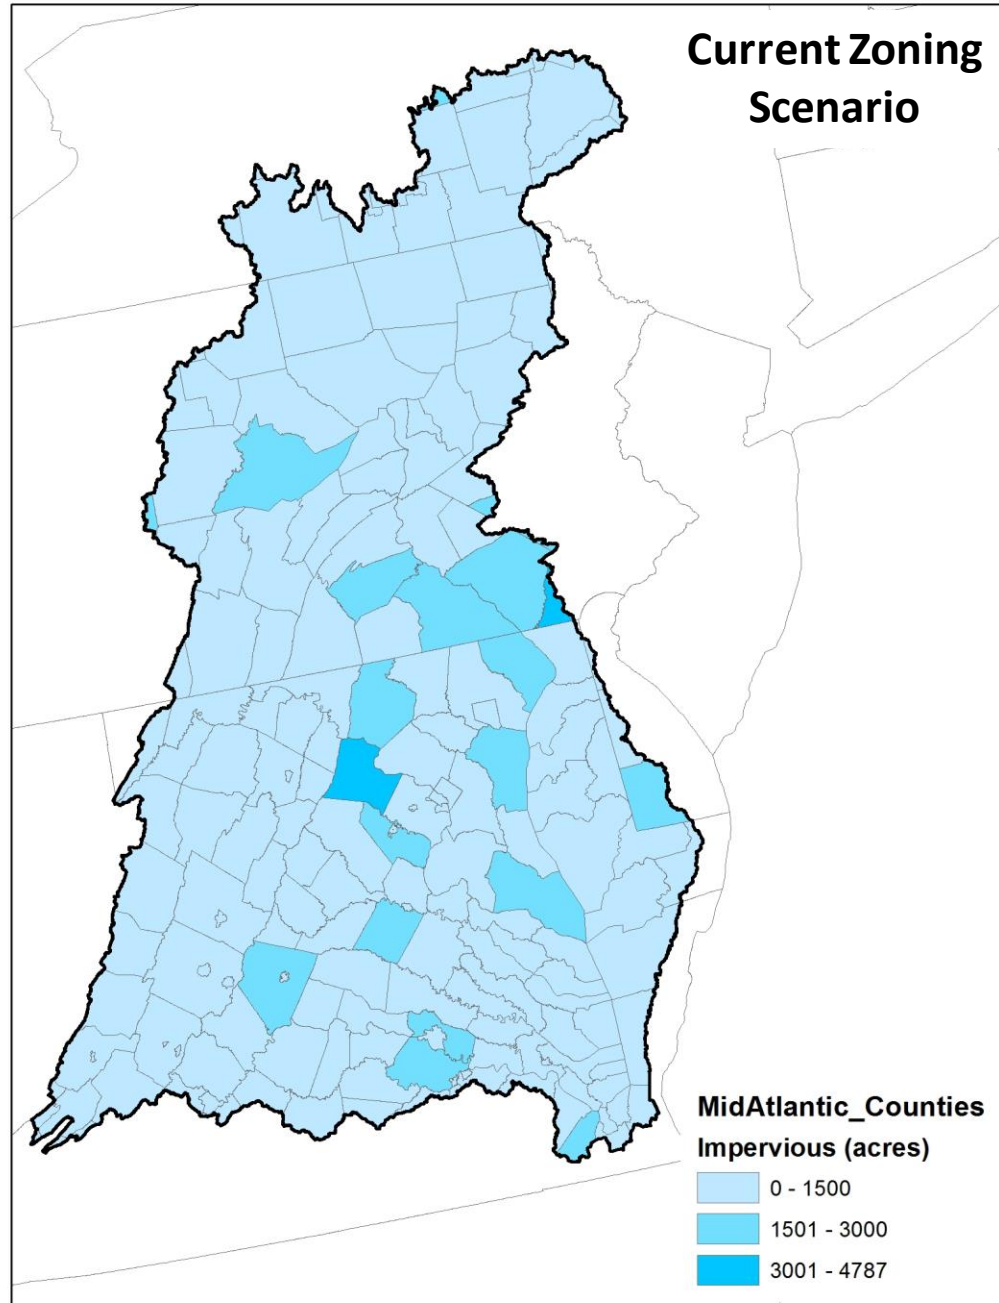 Current Zoning
Scenario
MidAtlantic_Counties
Impervious (acres)
0 - 1500
1501 - 3000
3001 - 4787